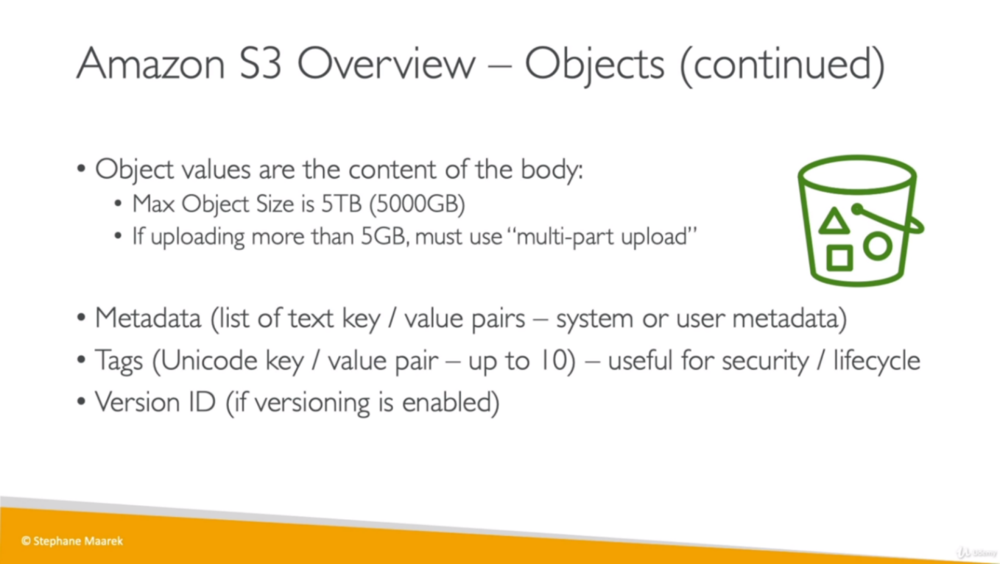 Amazon S3 Overview – Objects (continued)
• Object values are the content of the body:
• Max Object Size is 5TB (5000GB)
• If uploading more than 5GB, must use “multi-part upload”
• Metadata (list of text key / value pairs – system or user metadata)
• Tags (Unicode key / value pair – up to 10) – useful for security / lifecycle
• Version ID (if versioning is enabled)
© Stephane Maarek
Udemy